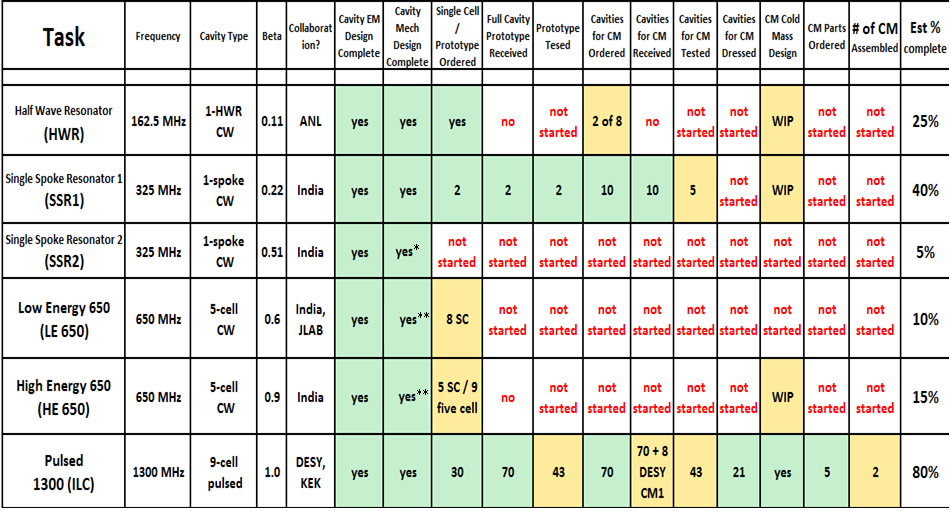 Task | Frequency | Cavity Type | Beta | Collaborat ion? | Cavity EM Design Complete | Cavity Mech Design Complete | Single Cell / Prototype Ordered | Full Cavity Prototype Received | Prototype Tesed | Cavities for CM Ordered | Cavities for CM Received | Cavities for CM Tested | Cavities for CM Dressed | CM Cold Mass Design | CM Parts Ordered | # of CM Assembled | Est % complete
Half Wave Resonator (HWR) | 162.5 MHz | 1-HWR CW | 0.11 | ANL | yes | yes | yes | no | not started | 2 of 8 | no | not started | not started | WIP | not started | not started | 25%
Single Spoke Resonator 1 (SSR1) | 325 MHz | 1-spoke CW | 0.22 | India | yes | yes | 2 | 2 | 2 | 10 | 10 | 5 | not started | WIP | not started | not started | 40%
Single Spoke Resonator 2 (SSR2) | 325 MHz | 1-spoke CW | 0.51 | India | yes | yes* | not started | not started | not started | not started | not started | not started | not started | not started | not started | not started | 5%
Low Energy 650 (LE 650) | 650 MHz | 5-cell CW | 0.6 | India, JLAB | yes | yes** | 8 SC | not started | not started | not started | not started | not started | not started | not started | not started | not started | 10%
High Energy 650 (HE 650) | 650 MHz | 5-cell CW | 0.9 | India | yes | yes** | 5 SC / 9 five cell | no | not started | not started | not started | not started | not started | WIP | not started | not started | 15%
Pulsed 1300 (ILC) | 1300 MHz | 9-cell pulsed | 1.0 | DESY, KEK | yes | yes | 30 | 70 | 43 | 70 | 70 + 8 DESY CM1 | 43 | 21 | yes | 5 | 2 | 80%